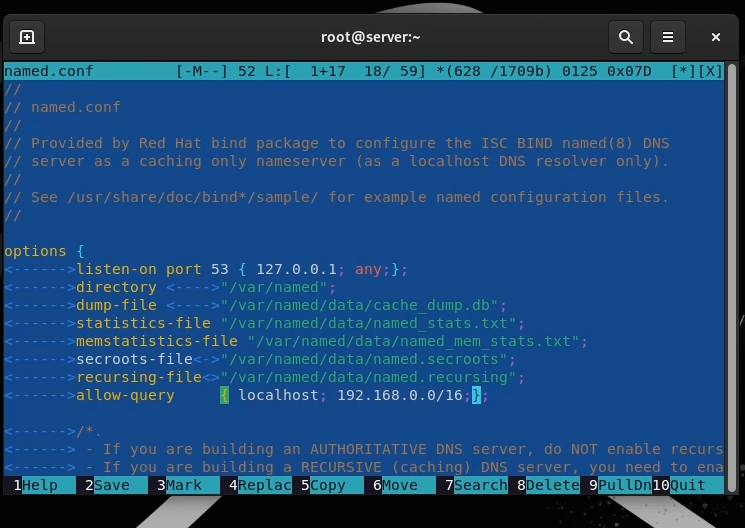 root@server:~
named.conf [-M--] 52 L:[ 1+17 18/ 59] *(628 /1709b) 0125 0x07D [*][X]
//
// named.conf
//
// Provided by Red Hat bind package to configure the ISC BIND named(8) DNS
// server as a caching only nameserver (as a localhost DNS resolver only).
//
// See /usr/share/doc/bind*/sample/ for example named configuration files.
//
options {
<------>listen-on port 53 { 127.0.0.1; any;};
<------>directory <---->"/var/named";
<------>dump-file <---->"/var/named/data/cache_dump.db";
<------>statistics-file "/var/named/data/named_stats.txt";
<------>memstatistics-file "/var/named/data/named_mem_stats.txt";
<------>secroots-file<->"/var/named/data/named.secroots";
<------>recursing-file<>"/var/named/data/named.recursing";
<------>allow-query { localhost; 192.168.0.0/16;};
<------>/*.
<------> - If you are building an AUTHORITATIVE DNS server, do NOT enable recurs
<------> - If you are building a RECURSIVE (caching) DNS server, you need to ena
1Help 2Save 3Mark 4Replac 5Copy 6Move 7Search 8Delete 9PullDn 10Quit